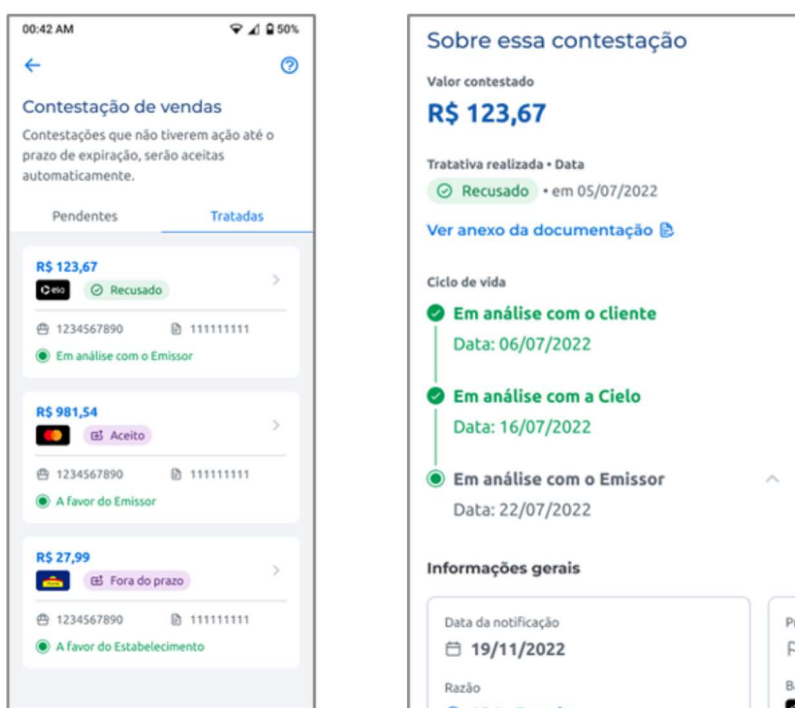 00:42 AM
50%
Contestação de vendas
Contestações que não tiverem ação até o
prazo de expiração, serão aceitas
automaticamente.
Pendentes
Tratadas
R$ 123,67
elo
Recusado
1234567890
111111111
Em análise com o Emissor
R$ 981,54
Aceito
1234567890
111111111
A favor do Emissor
R$ 27,99
Fora do prazo
1234567890
111111111
A favor do Estabelecimento
Sobre essa contestação
Valor contestado
R$ 123,67
Tratativa realizada • Data
Recusado • em 05/07/2022
Ver anexo da documentação
Ciclo de vida
Em análise com o cliente
Data: 06/07/2022
Em análise com a Cielo
Data: 16/07/2022
Em análise com o Emissor
Data: 22/07/2022
Informações gerais
Data da notificação
19/11/2022
Razão